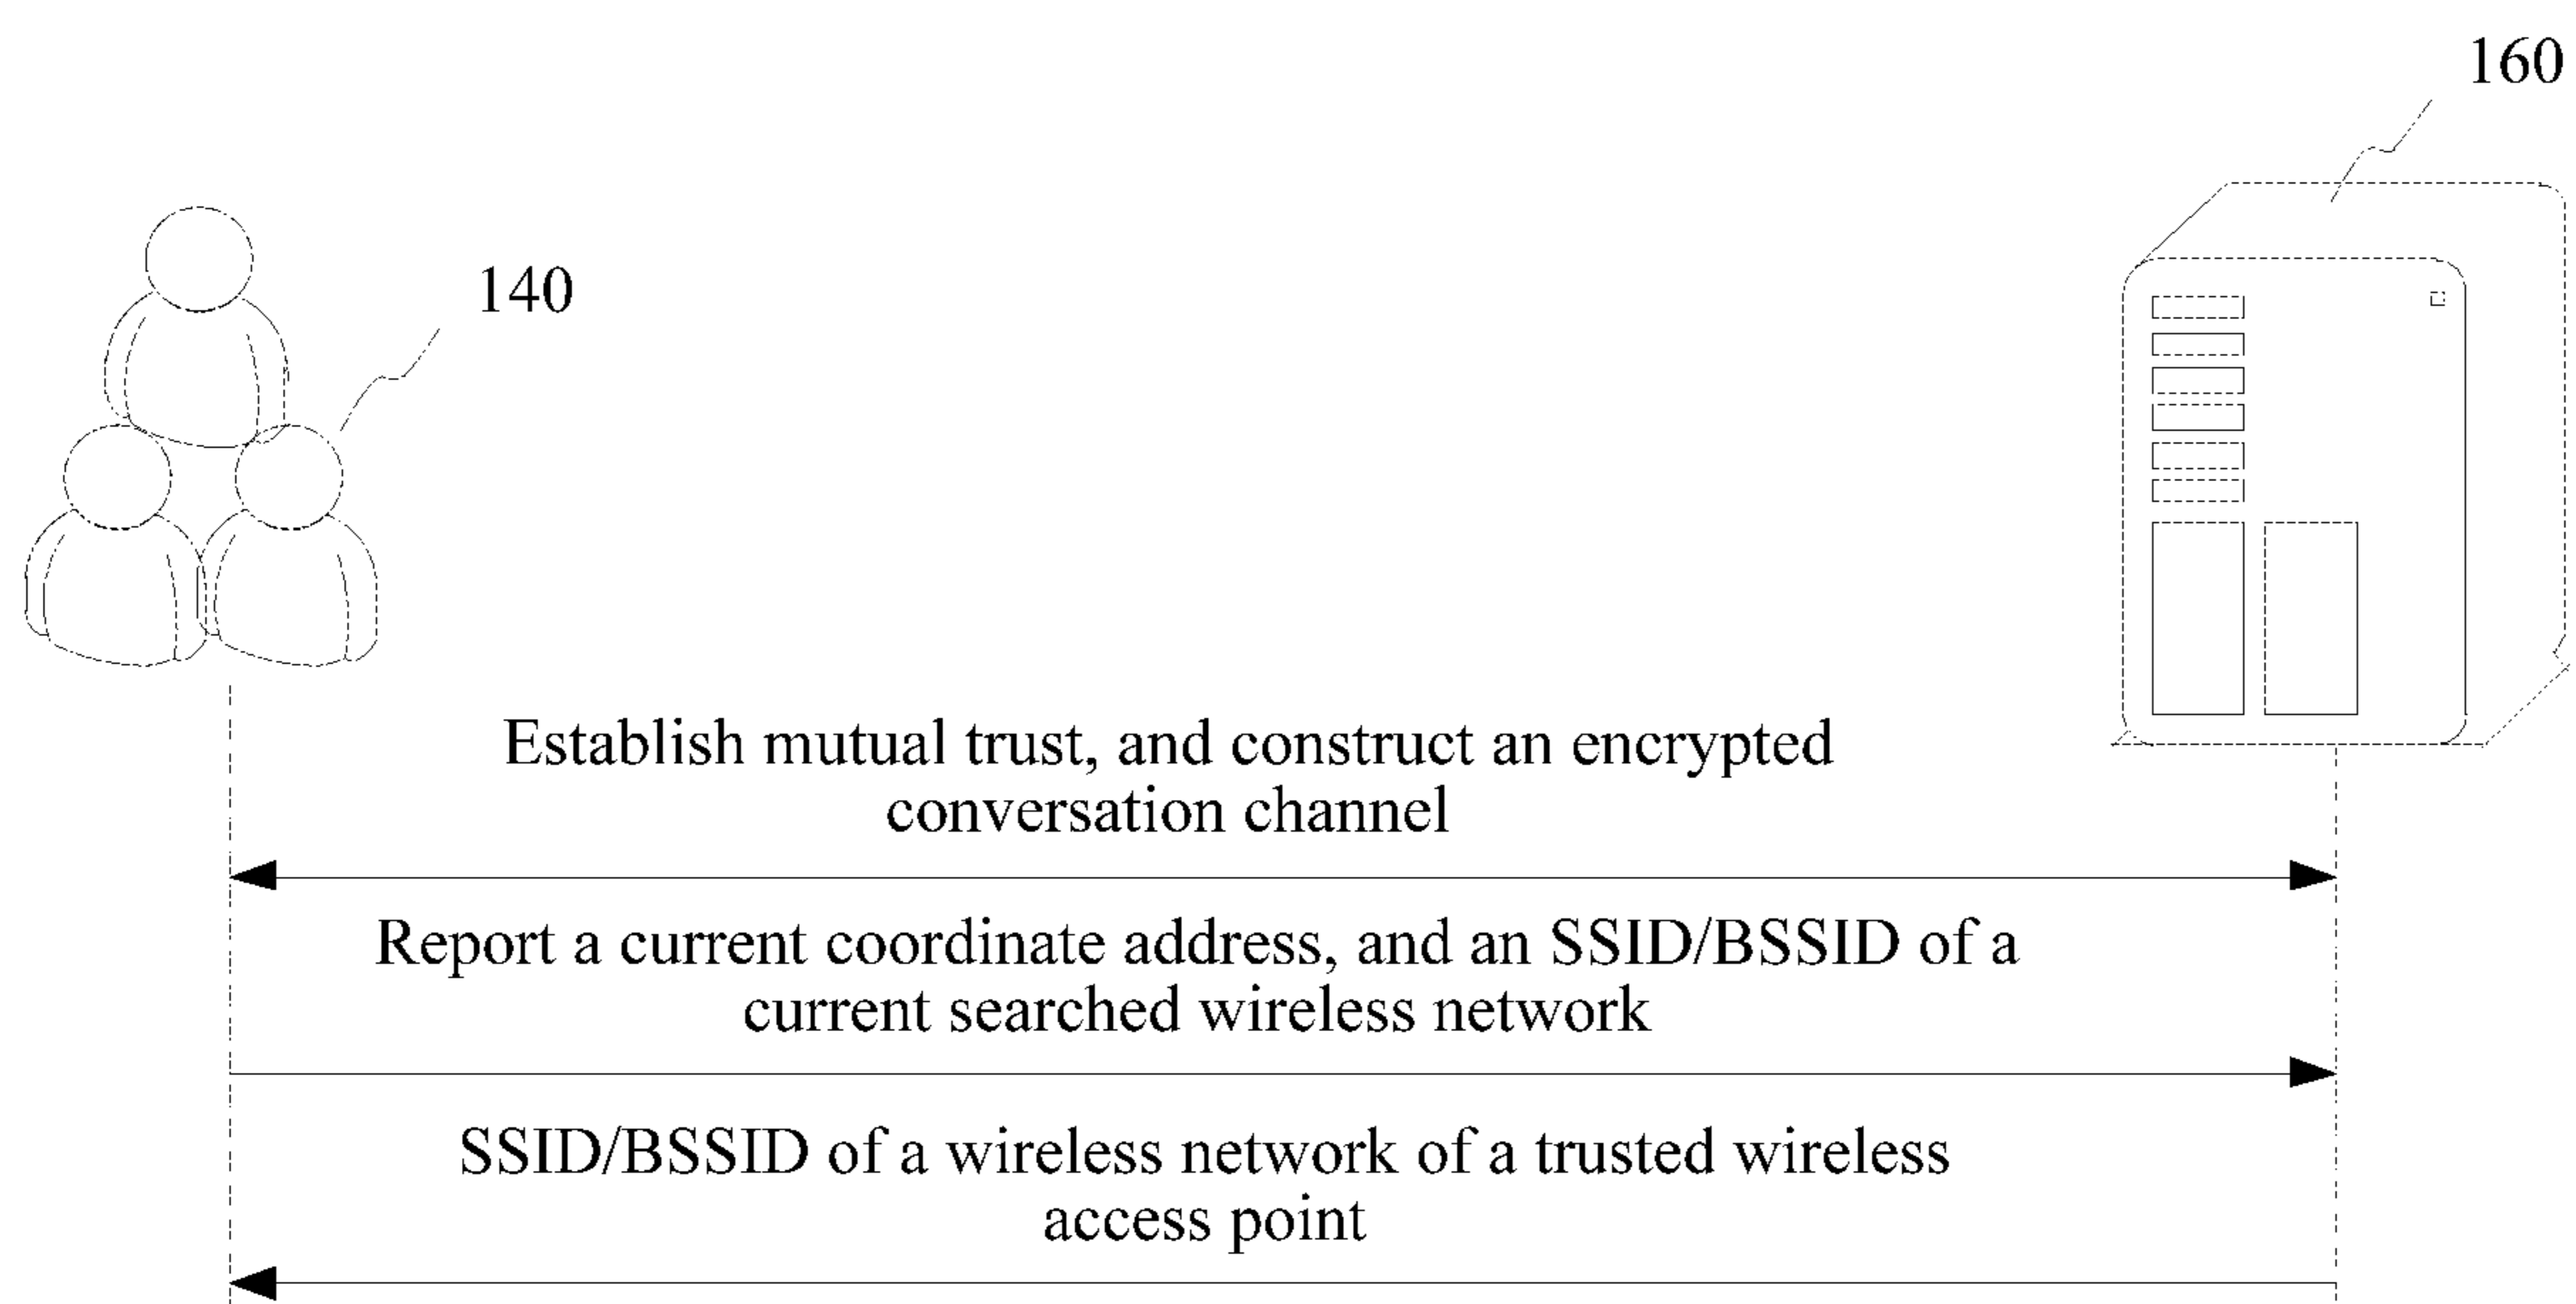 160
140
Establish mutual trust, and construct an encrypted
conversation channel
Report a current coordinate address, and an SSID/BSSID of a
current searched wireless network
SSID/BSSID of a wireless network of a trusted wireless
access point